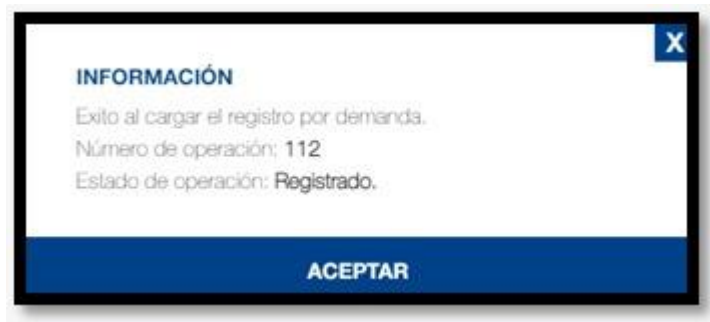 X
INFORMACIÓN
Exito al cargar el registro por demanda.
Número de operación: 112
Estado de operación: Registrado.
ACEPTAR